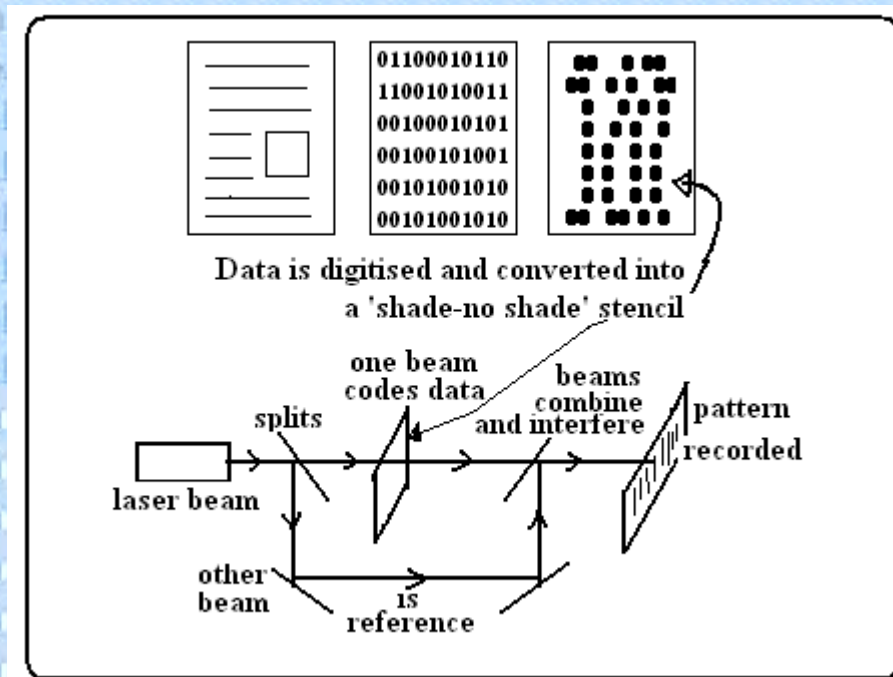 01100010110
11001010011
00100010101
00100101001
00101001010
00101001010
Data is digitised and converted into
a 'shade-no shade' stencil
one beam
codes data
beams
combine
and interfere
splits
pattern
recorded
laser beam
other
beam
is
reference